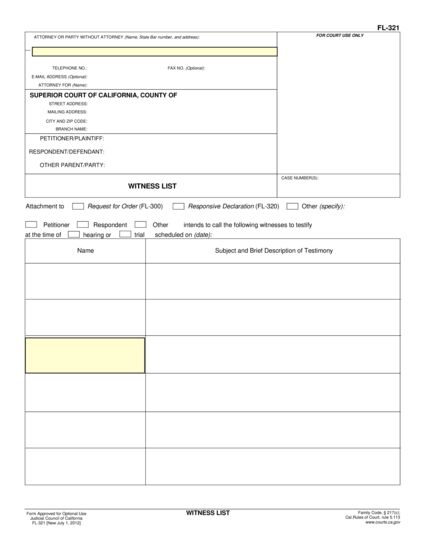 FL-321
ATTORNEY OR PARTY WITHOUT ATTORNEY (Name, State Bar number, and address):
FOR COURT USE ONLY
TELEPHONE NO.: FAX NO. (Optional):
E-MAIL ADDRESS (Optional):
ATTORNEY FOR (Name):
SUPERIOR COURT OF CALIFORNIA, COUNTY OF
STREET ADDRESS:
MAILING ADDRESS:
CITY AND ZIP CODE:
BRANCH NAME:
PETITIONER/PLAINTIFF:
RESPONDENT/DEFENDANT:
OTHER PARENT/PARTY:
WITNESS LIST
CASE NUMBER(S):
Attachment to Request for Order (FL-300) Responsive Declaration (FL-320) Other (specify):
Petitioner Respondent Other intends to call the following witnesses to testify
at the time of hearing or trial scheduled on (date):
Name Subject and Brief Description of Testimony
Form Approved for Optional Use
Judicial Council of California
FL-321 [New July 1, 2012]
WITNESS LIST
Family Code, § 217(c);
Cal. Rules of Court, rule 5.113
www.courts.ca.gov